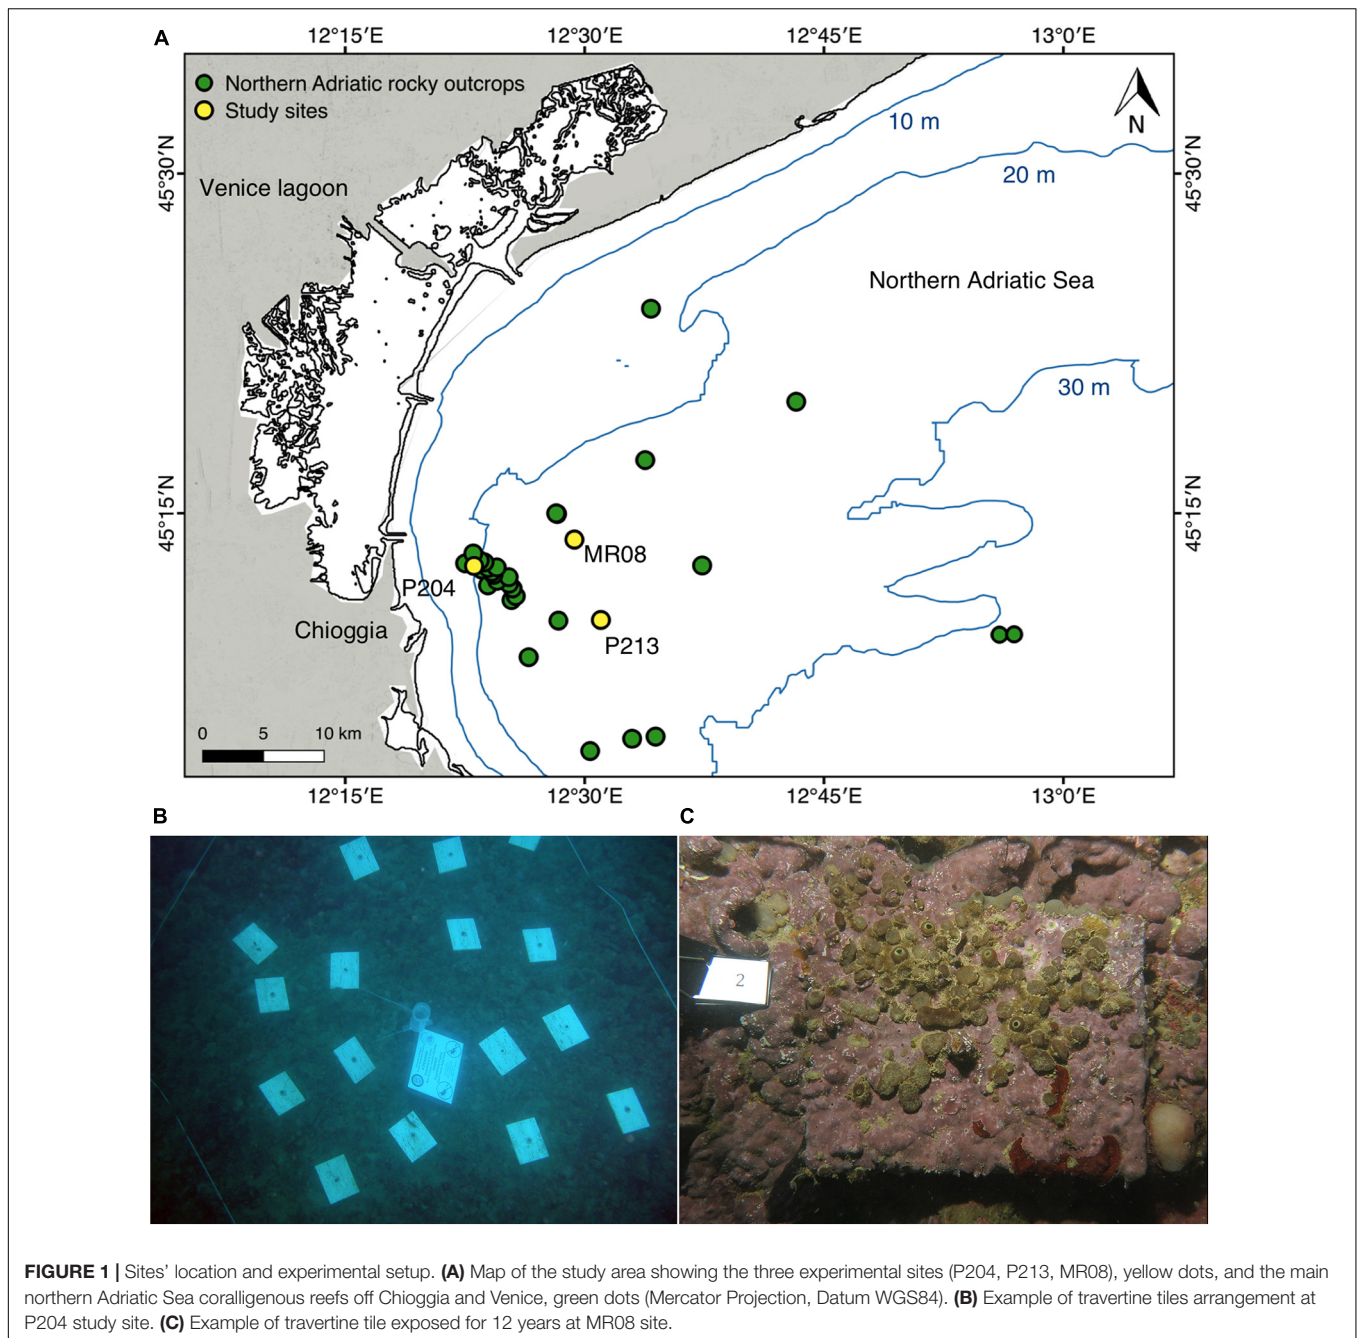 A
12°15′E 12°30′E 12°45′E 13°0′E
Northern Adriatic rocky outcrops
Study sites
10 m
N
45°30′N
Venice lagoon
20 m
45°30′N
Northern Adriatic Sea
30 m
45°15′N
45°15′N
MR08
P204
Chioggia
P213
0 5 10 km
12°15′E 12°30′E 12°45′E 13°0′E
B
C
2
FIGURE 1 | Sites’ location and experimental setup. (A) Map of the study area showing the three experimental sites (P204, P213, MR08), yellow dots, and the main
northern Adriatic Sea coralligenous reefs off Chioggia and Venice, green dots (Mercator Projection, Datum WGS84). (B) Example of travertine tiles arrangement at
P204 study site. (C) Example of travertine tile exposed for 12 years at MR08 site.